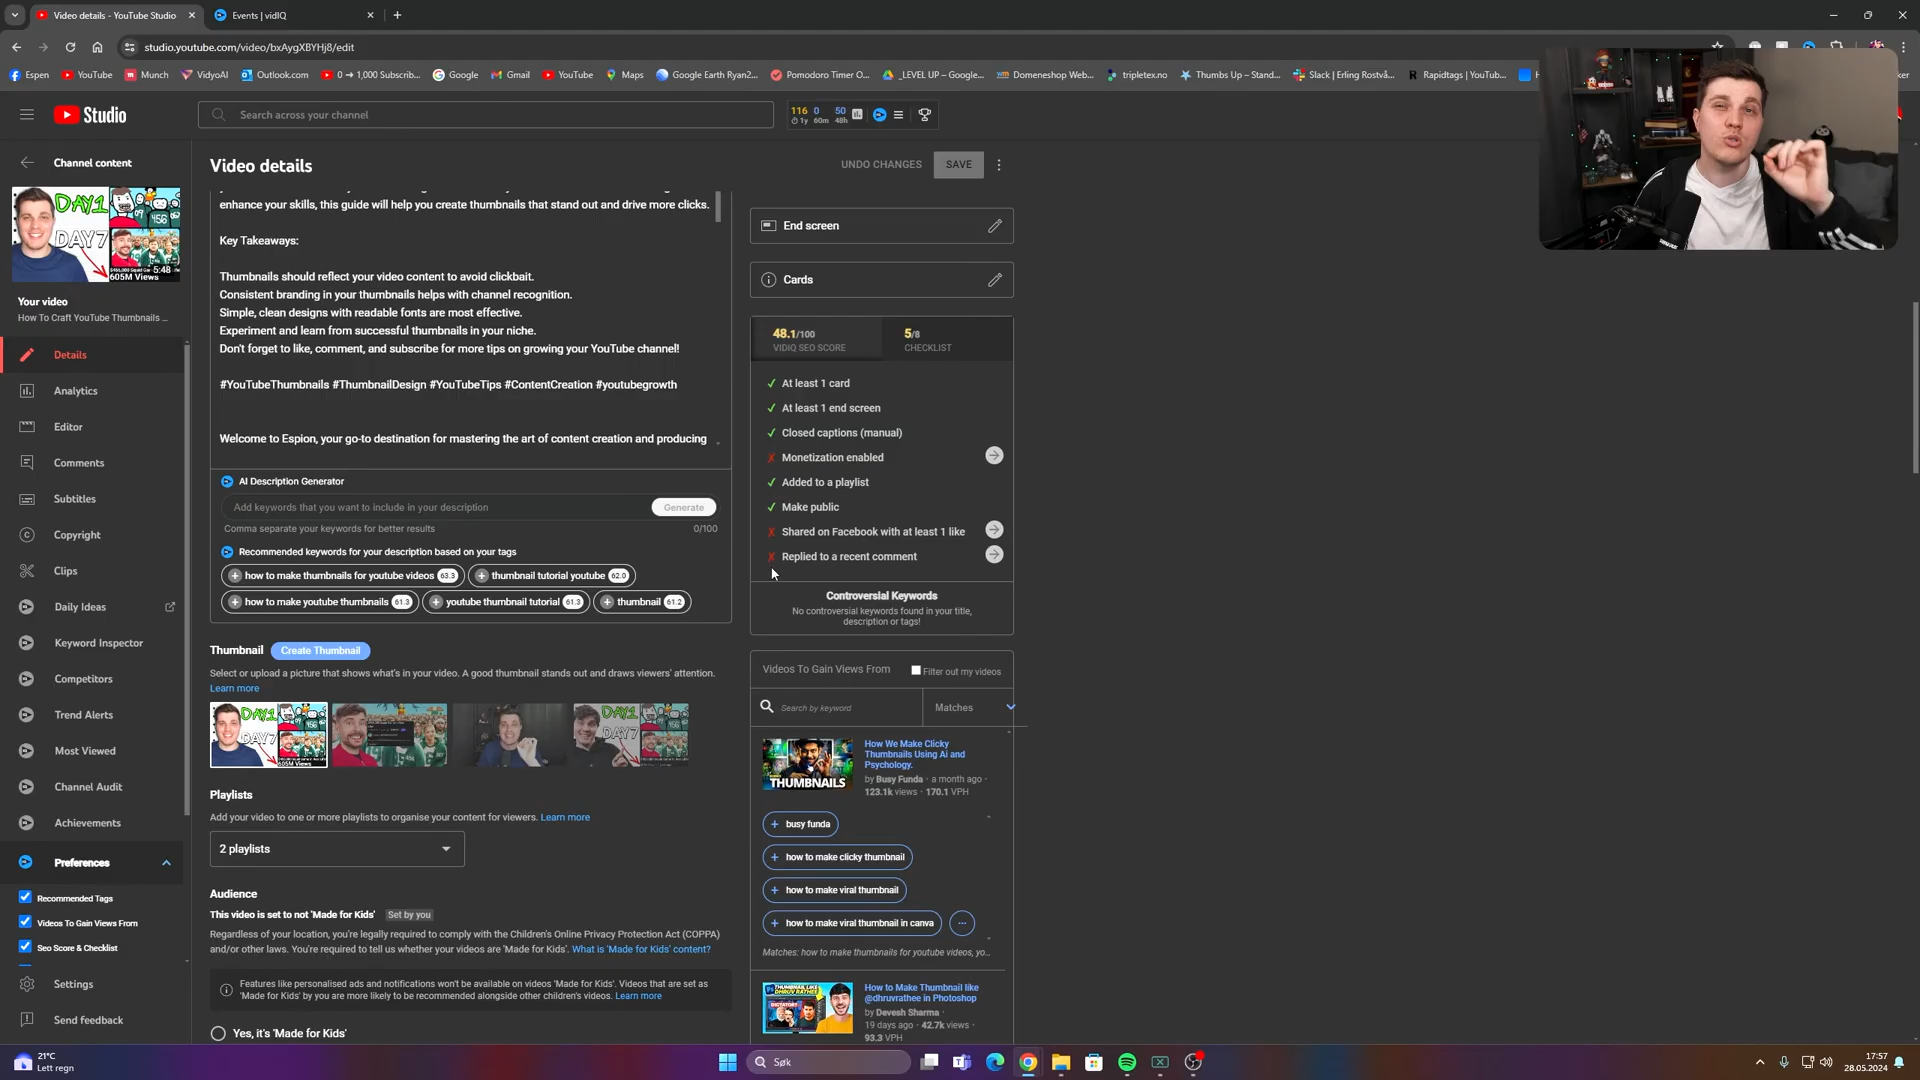 Video details - YouTube Studio
Events | vidIQ
studio.youtube.com/video/bxAygXBYHj8/edit
Espen
YouTube
Munch
VidyoAI
Outlook.com
0 → 1,000 Subscrib...
Google
Gmail
YouTube
Maps
Google Earth Ryan2...
Pomodoro Timer O...
_LEVEL UP – Google...
Domeneshop Web...
tripletex.no
Thumbs Up – Stand...
Slack | Erling Rostvå...
Rapidtags | YouTub...
Studio
Search across your channel
116 0 50
1y 60m 48h
Channel content
DAY1
DAY7
456
605M Views
5:48
Your video
How To Craft YouTube Thumbnails ...
Details
Analytics
Editor
Comments
Subtitles
Copyright
Clips
Daily Ideas
Keyword Inspector
Competitors
Trend Alerts
Most Viewed
Channel Audit
Achievements
Preferences
Recommended Tags
Videos To Gain Views From
Seo Score & Checklist
Settings
Send feedback
Video details
UNDO CHANGES
SAVE
enhance your skills, this guide will help you create thumbnails that stand out and drive more clicks.
Key Takeaways:
Thumbnails should reflect your video content to avoid clickbait.
Consistent branding in your thumbnails helps with channel recognition.
Simple, clean designs with readable fonts are most effective.
Experiment and learn from successful thumbnails in your niche.
Don't forget to like, comment, and subscribe for more tips on growing your YouTube channel!
#YouTubeThumbnails #ThumbnailDesign #YouTubeTips #ContentCreation #youtubegrowth
Welcome to Espion, your go-to destination for mastering the art of content creation and producing
AI Description Generator
Add keywords that you want to include in your description
Generate
Comma separate your keywords for better results
0/100
Recommended keywords for your description based on your tags
how to make thumbnails for youtube videos 63.3
thumbnail tutorial youtube 62.0
how to make youtube thumbnails 61.3
youtube thumbnail tutorial 61.3
thumbnail 61.2
Thumbnail
Create Thumbnail
Select or upload a picture that shows what's in your video. A good thumbnail stands out and draws viewers' attention.
Learn more
DAY1
DAY7
605M Views
DAY1
DAY7
Playlists
Add your video to one or more playlists to organise your content for viewers. Learn more
2 playlists
Audience
This video is set to not 'Made for Kids'
Set by you
Regardless of your location, you're legally required to comply with the Children's Online Privacy Protection Act (COPPA)
and/or other laws. You're required to tell us whether your videos are 'Made for Kids'. What is 'Made for Kids' content?
Features like personalised ads and notifications won't be available on videos 'Made for Kids'. Videos that are set as
'Made for Kids' by you are more likely to be recommended alongside other children's videos. Learn more
Yes, it's 'Made for Kids'
End screen
Cards
48.1/100
VIDIQ SEO SCORE
5/8
CHECKLIST
At least 1 card
At least 1 end screen
Closed captions (manual)
Monetization enabled
Added to a playlist
Make public
Shared on Facebook with at least 1 like
Replied to a recent comment
Controversial Keywords
No controversial keywords found in your title,
description or tags!
Videos To Gain Views From
Filter out my videos
Search by keyword
Matches
THUMBNAILS
How We Make Clicky
Thumbnails Using Ai and
Psychology.
by Busy Funda · a month ago ·
123.1k views · 170.1 VPH
busy funda
how to make clicky thumbnail
how to make viral thumbnail
how to make viral thumbnail in canva
Matches: how to make thumbnails for youtube videos, yo...
How to Make Thumbnail like
@dhruvrathee in Photoshop
by Devesh Sharma ·
19 days ago · 42.7k views ·
93.3 VPH
21°C
Lett regn
Søk
17:57
28.05.2024